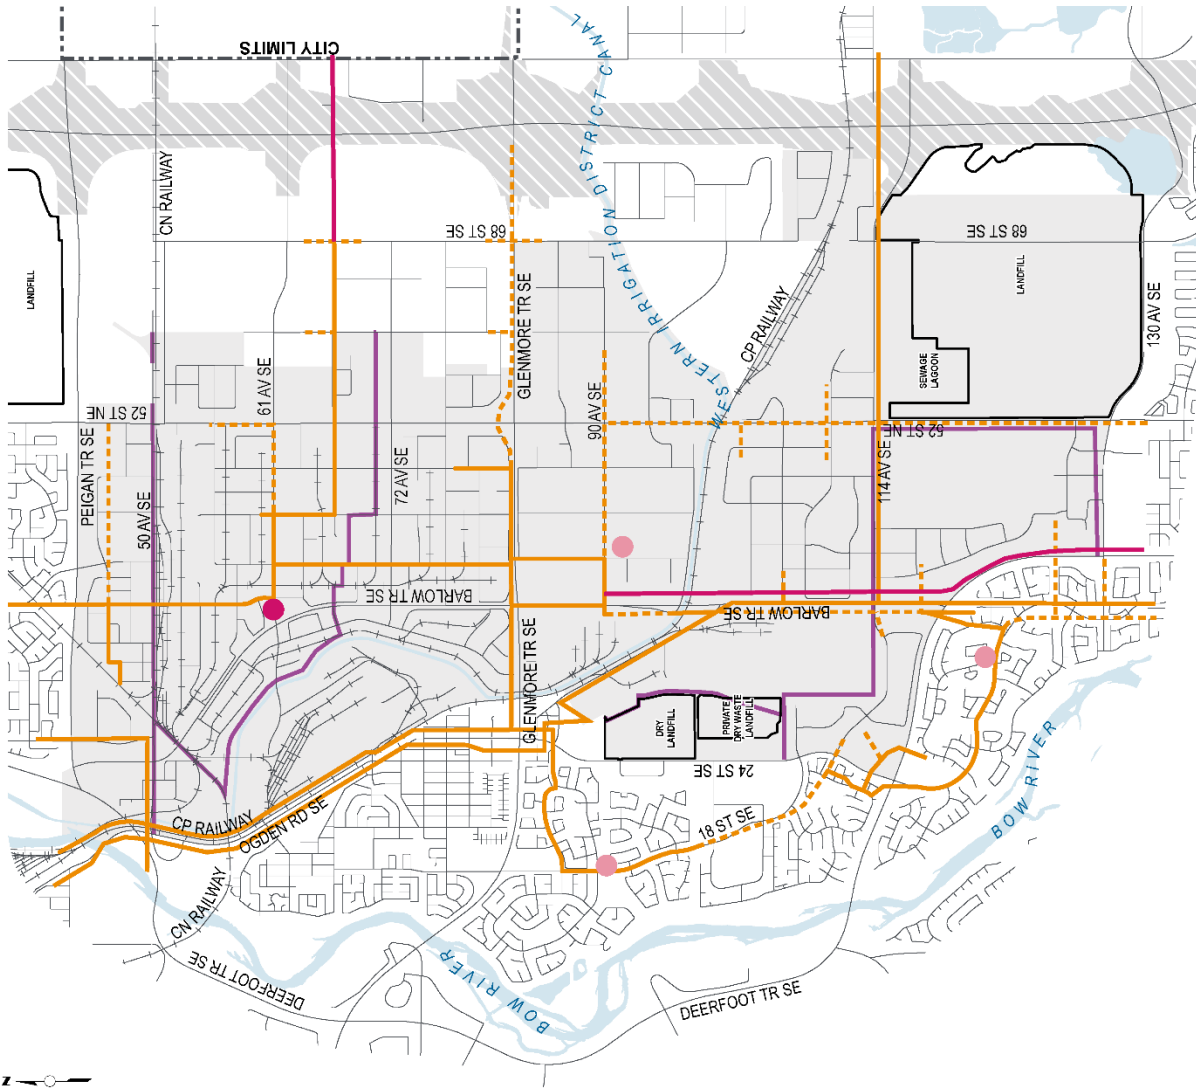 CITY LIMITS
WESTERN IRRIGATION DISTRICT CANAL
CN RAILWAY
68 ST SE
68 ST SE
LANDFILL
LANDFILL
GLENMORE TR SE
CP RAILWAY
130 AV SE
61 AV SE
SEWAGE
LAGOON
52 ST NE
90 AV SE
52 ST NE
PEIGAN TR SE
50 AV SE
72 AV SE
114 AV SE
BARLOW TR SE
BARLOW TR SE
GLENMORE TR SE
DRY
LANDFILL
PRIVATE
DRY WASTE
LANDFILL
24 ST SE
CP RAILWAY
OGDEN RD SE
18 ST SE
BOW RIVER
CN RAILWAY
DEERFOOT TR SE
BOW RIVER
DEERFOOT TR SE
N